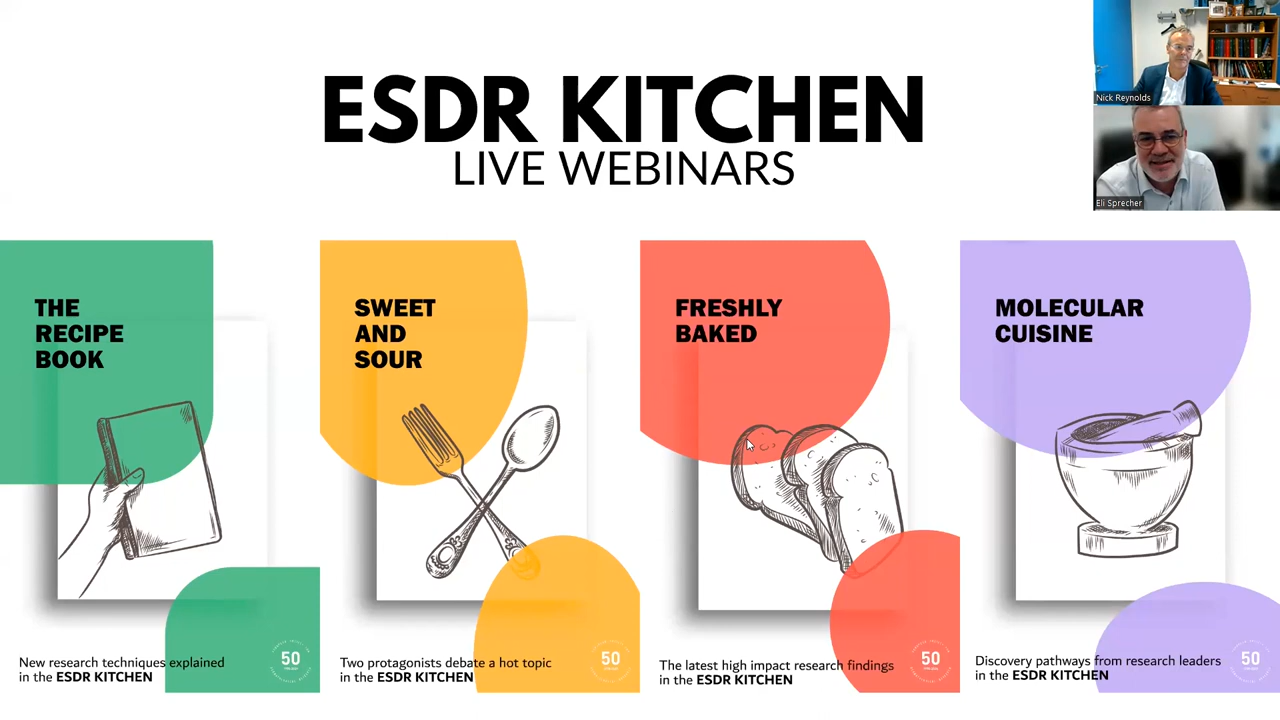 ESDR KITCHEN
LIVE WEBINARS
Nick Reynolds
Eli Sprecher
THE
RECIPE
BOOK
New research techniques explained
in the ESDR KITCHEN
50
SWEET
AND
SOUR
Two protagonists debate a hot topic
in the ESDR KITCHEN
50
FRESHLY
BAKED
The latest high impact research findings
in the ESDR KITCHEN
50
MOLECULAR
CUISINE
Discovery pathways from research leaders
in the ESDR KITCHEN
50